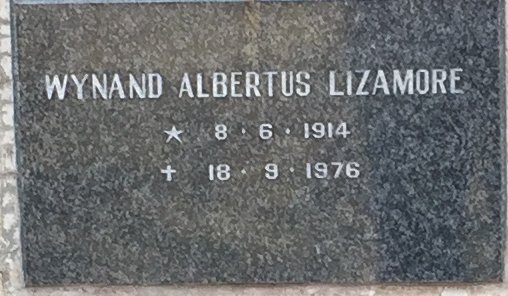 WYNAND ALBERTUS LIZAMORE
★ 8 · 6 · 1914
✝ 18 · 9 · 1976